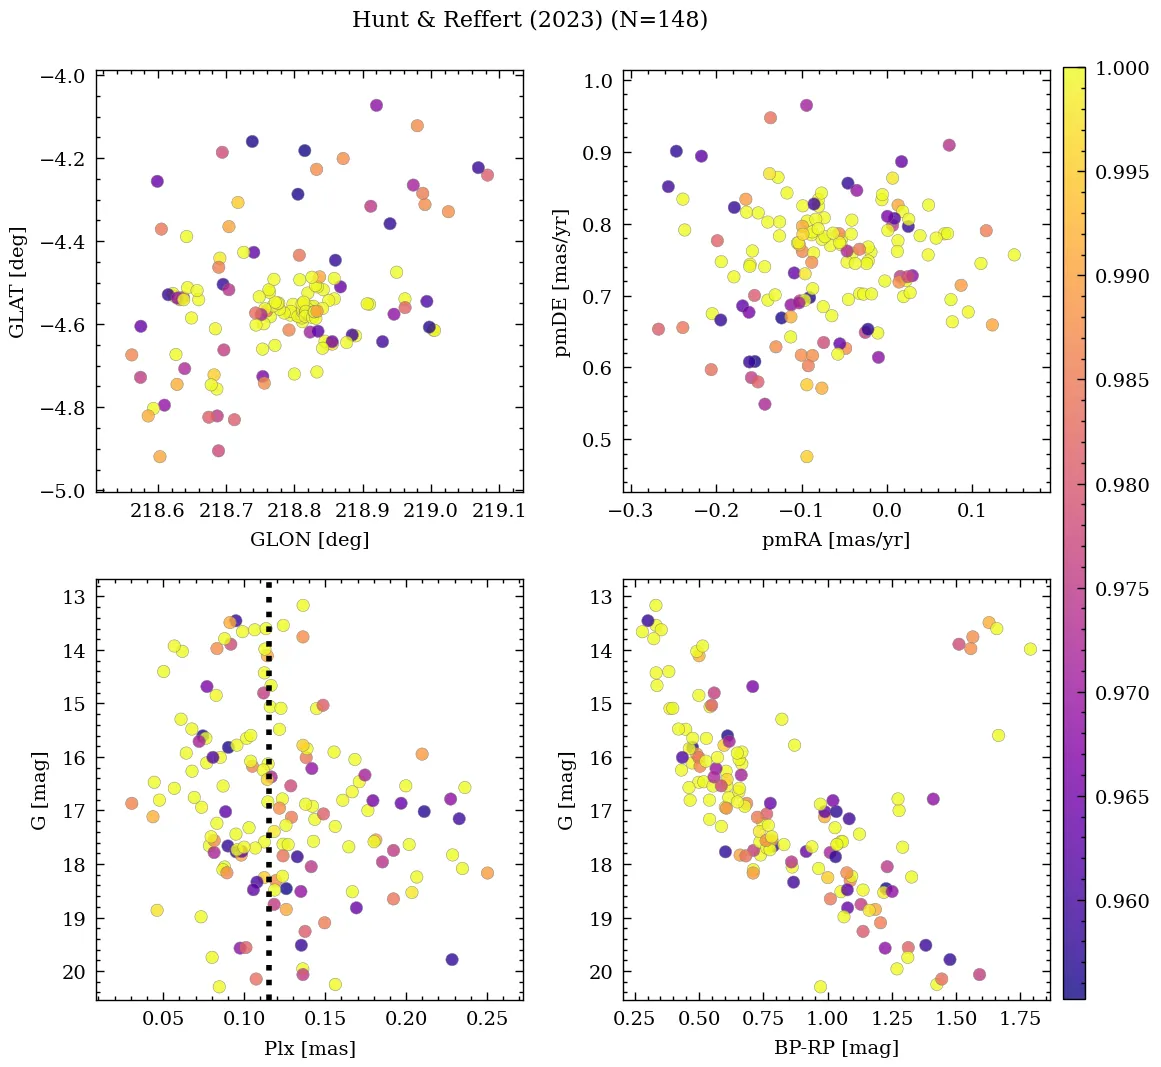 Hunt & Reffert (2023) (N=148)
−4.0
−4.2
−4.4
−4.6
−4.8
−5.0
GLAT [deg]
218.6 218.7 218.8 218.9 219.0 219.1
GLON [deg]
1.0
0.9
0.8
0.7
0.6
0.5
pmDE [mas/yr]
−0.3 −0.2 −0.1 0.0 0.1
pmRA [mas/yr]
13
14
15
16
17
18
19
20
G [mag]
0.05 0.10 0.15 0.20 0.25
Plx [mas]
13
14
15
16
17
18
19
20
G [mag]
0.25 0.50 0.75 1.00 1.25 1.50 1.75
BP-RP [mag]
1.000
0.995
0.990
0.985
0.980
0.975
0.970
0.965
0.960